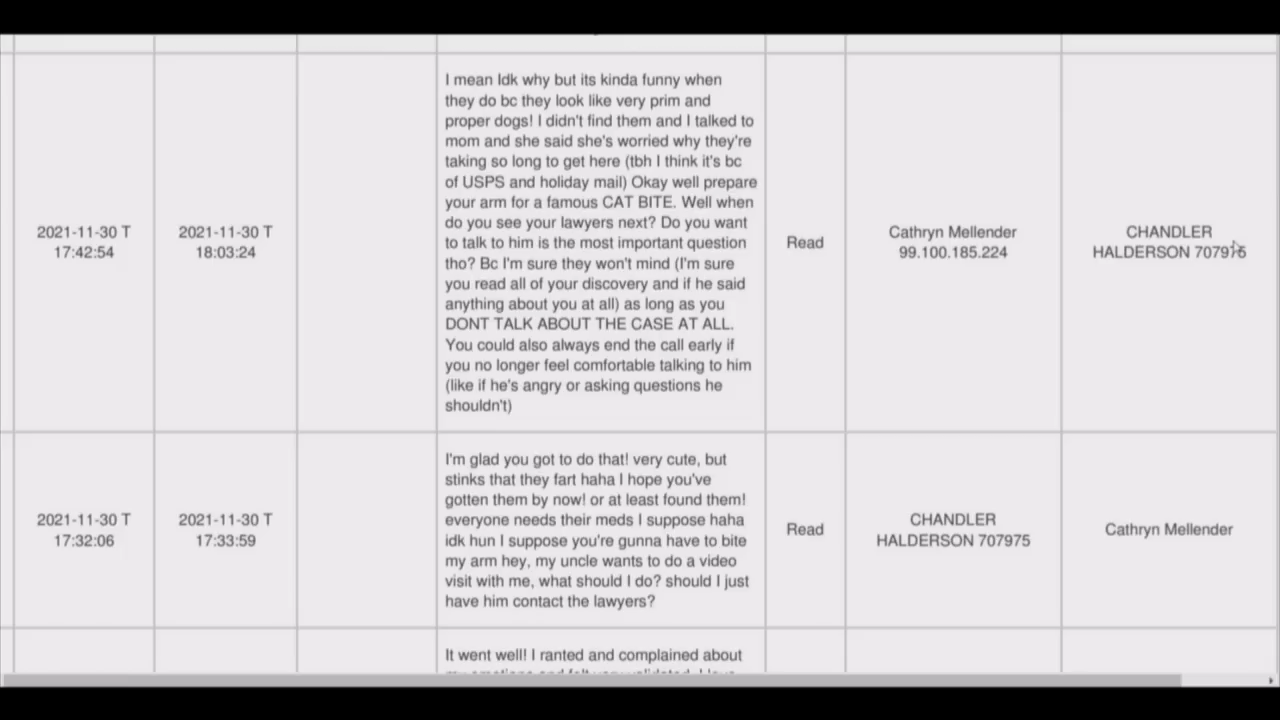 2021-11-30 T
17:42:54
2021-11-30 T
18:03:24
I mean Idk why but its kinda funny when
they do bc they look like very prim and
proper dogs! I didn't find them and I talked to
mom and she said she's worried why they're
taking so long to get here (tbh I think it's bc
of USPS and holiday mail) Okay well prepare
your arm for a famous CAT BITE. Well when
do you see your lawyers next? Do you want
to talk to him is the most important question
tho? Bc I'm sure they won't mind (I'm sure
you read all of your discovery and if he said
anything about you at all) as long as you
DONT TALK ABOUT THE CASE AT ALL.
You could also always end the call early if
you no longer feel comfortable talking to him
(like if he's angry or asking questions he
shouldn't)
Read
Cathryn Mellender
99.100.185.224
CHANDLER
HALDERSON 707975
2021-11-30 T
17:32:06
2021-11-30 T
17:33:59
I'm glad you got to do that! very cute, but
stinks that they fart haha I hope you've
gotten them by now! or at least found them!
everyone needs their meds I suppose haha
idk hun I suppose you're gunna have to bite
my arm hey, my uncle wants to do a video
visit with me, what should I do? should I just
have him contact the lawyers?
Read
CHANDLER
HALDERSON 707975
Cathryn Mellender
It went well! I ranted and complained about